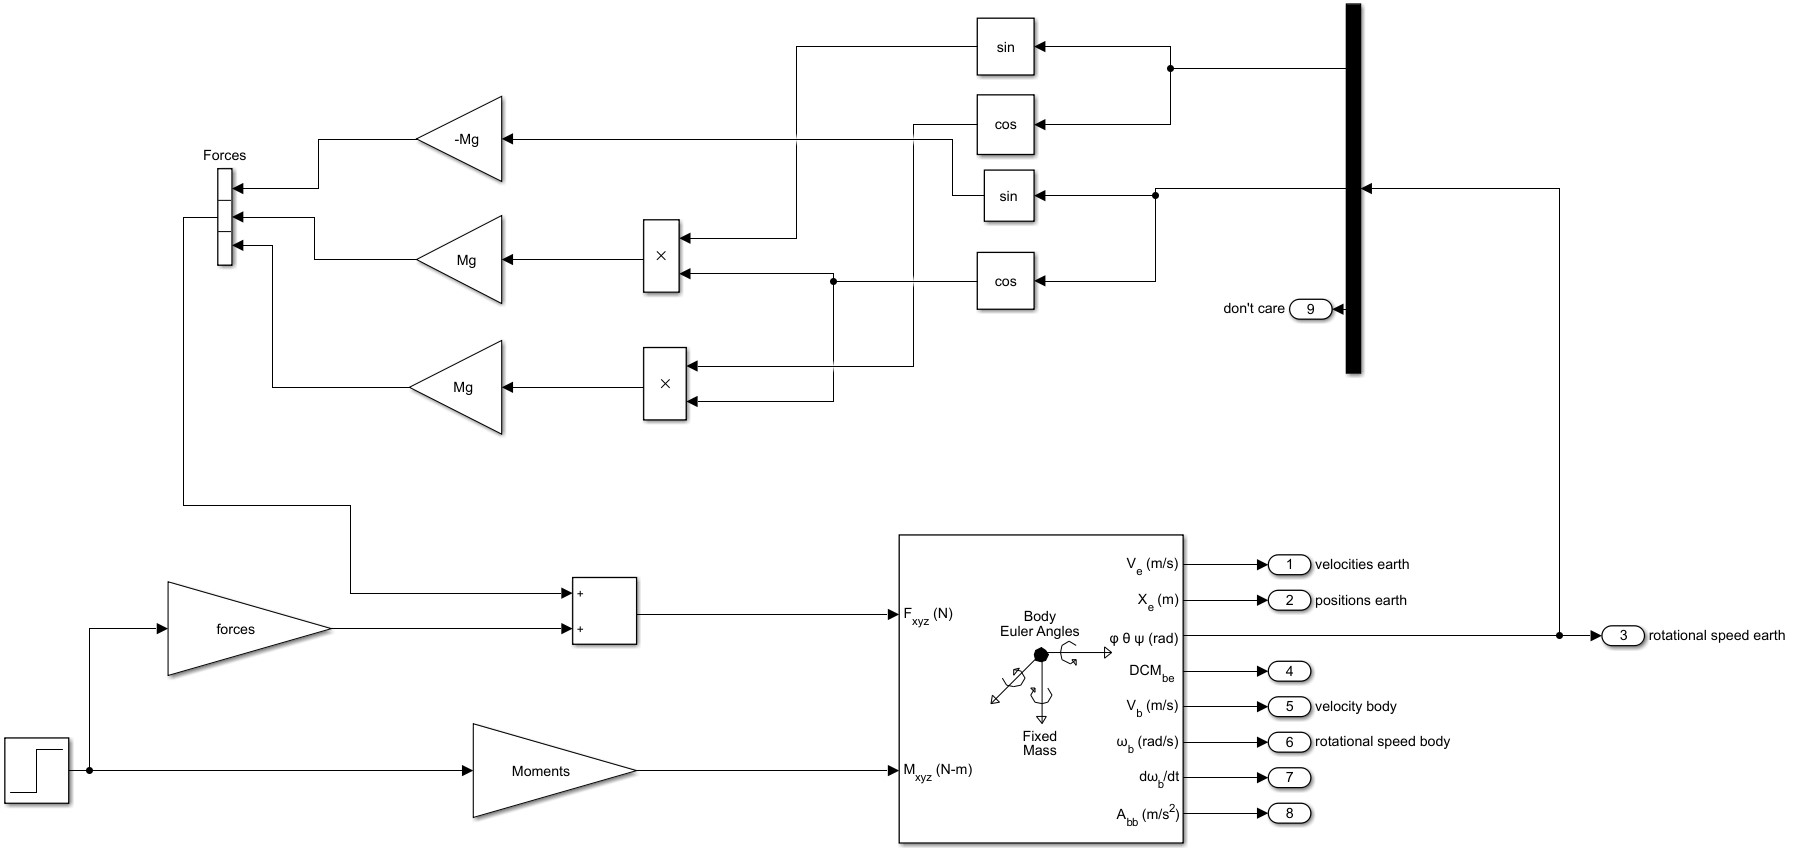 sin
cos
-Mg
Forces
sin
×
Mg
cos
don't care 9
×
Mg
+
+
forces
Moments
F_xyz (N)
M_xyz (N-m)
Body
Euler Angles
Fixed
Mass
V_e (m/s)
X_e (m)
φ θ ψ (rad)
DCM_be
V_b (m/s)
ω_b (rad/s)
dω_b/dt
A_bb (m/s²)
1 velocities earth
2 positions earth
3 rotational speed earth
4
5 velocity body
6 rotational speed body
7
8